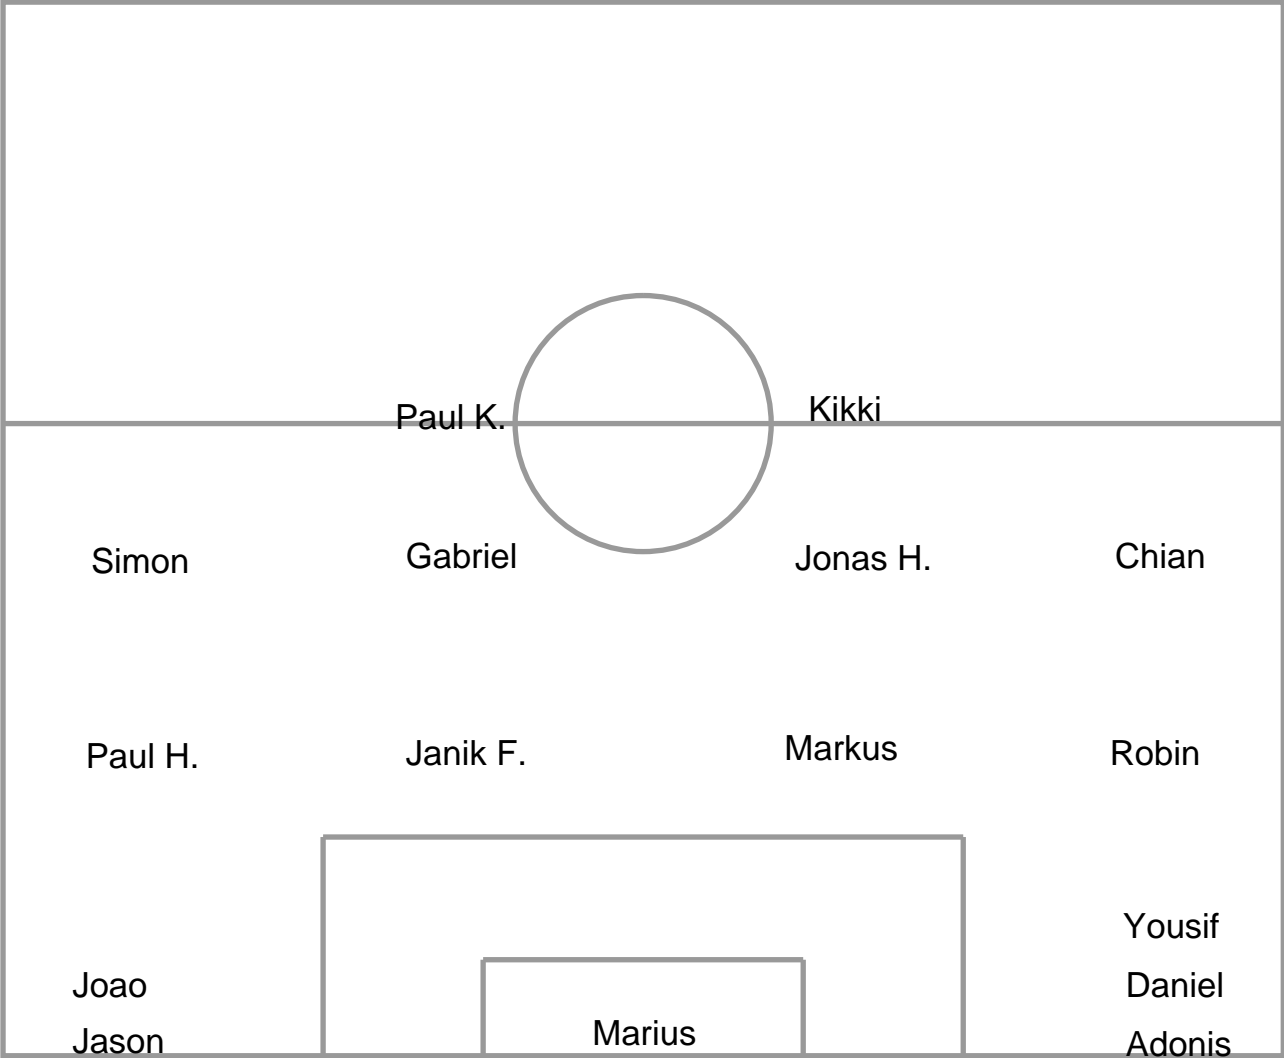 Paul K.
Kikki
Simon
Gabriel
Jonas H.
Chian
Paul H.
Janik F.
Markus
Robin
Yousif
Joao
Daniel
Jason
Marius
Adonis